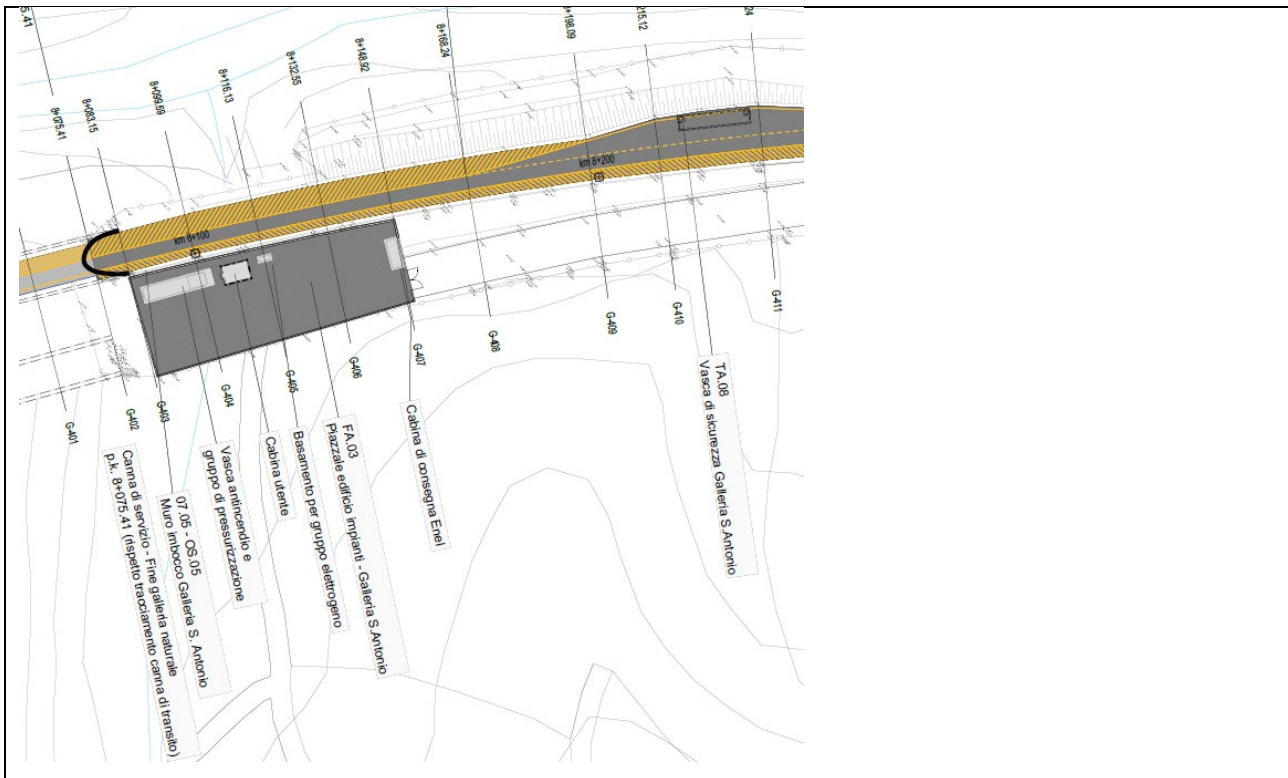 5.41
8+075.41
8+083.15
8+099.69
8+116.13
8+132.55
8+148.92
8+168.24
8+198.09
215.12
24
km 8+100
km 8+200
G-401
G-402
G-403
G-404
G-405
G-406
G-407
G-408
G-409
G-410
G-411
Canna di servizio - Fine galleria naturale
p.k. 8+075.41 (rispetto tracciamento canna di transito)
07.05 - OS.05
Muro imbocco Galleria S. Antonio
Vasca antincendio e
gruppo di pressurizzazione
Cabina utente
Basamento per gruppo elettrogeno
FA.03
Piazzale edificio impianti - Galleria S.Antonio
Cabina di consegna Enel
TA.08
Vasca di sicurezza Galleria S.Antonio